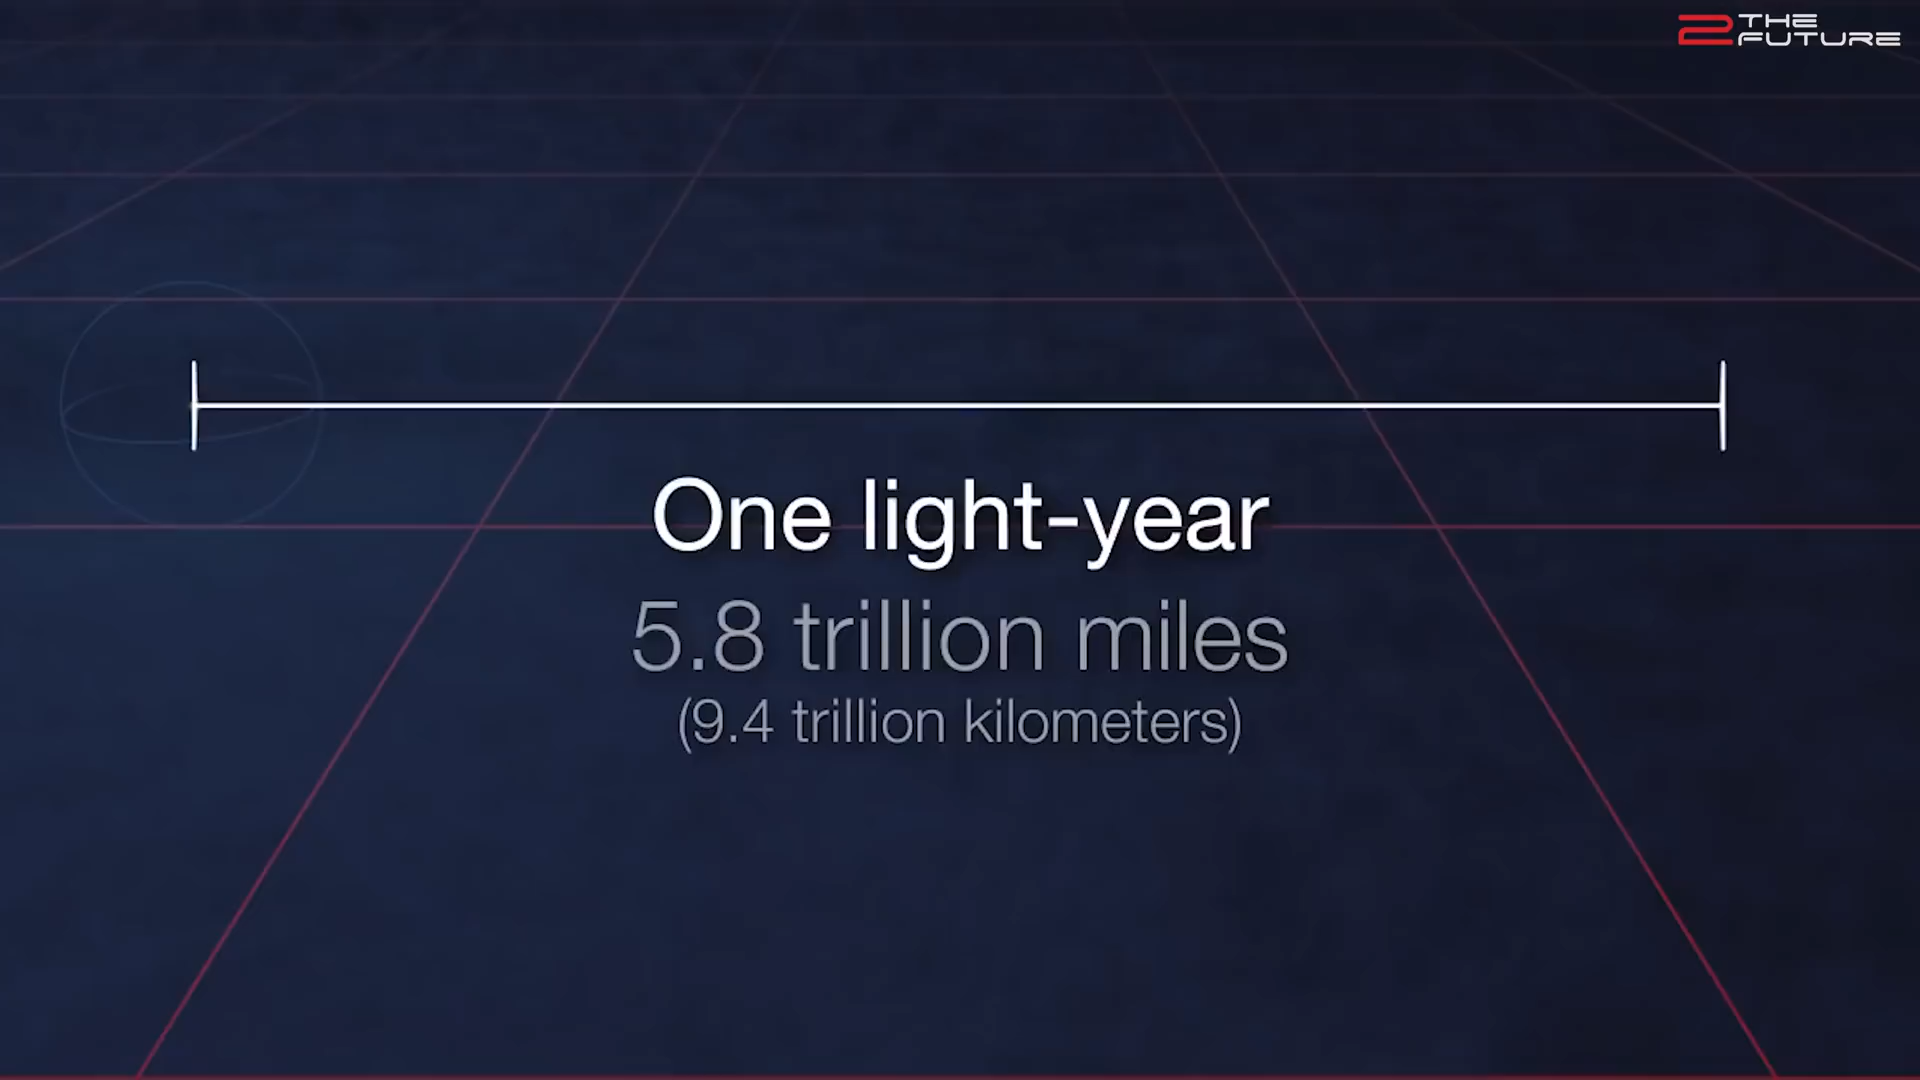 2 THE
FUTURE
One light-year
5.8 trillion miles
(9.4 trillion kilometers)